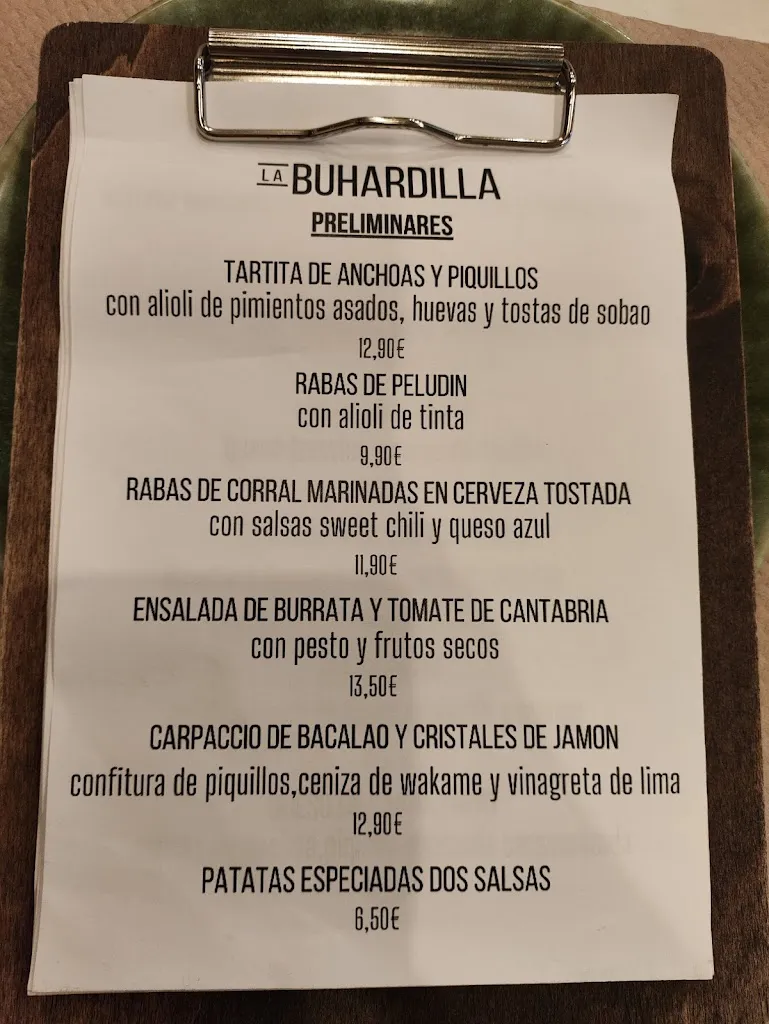 LA BUHARDILLA
PRELIMINARES
TARTITA DE ANCHOAS Y PIQUILLOS
con alioli de pimientos asados, huevas y tostas de sobao
12,90€
RABAS DE PELUDIN
con alioli de tinta
9,90€
RABAS DE CORRAL MARINADAS EN CERVEZA TOSTADA
con salsas sweet chili y queso azul
11,90€
ENSALADA DE BURRATA Y TOMATE DE CANTABRIA
con pesto y frutos secos
13,50€
CARPACCIO DE BACALAO Y CRISTALES DE JAMON
confitura de piquillos,ceniza de wakame y vinagreta de lima
12,90€
PATATAS ESPECIADAS DOS SALSAS
6,50€